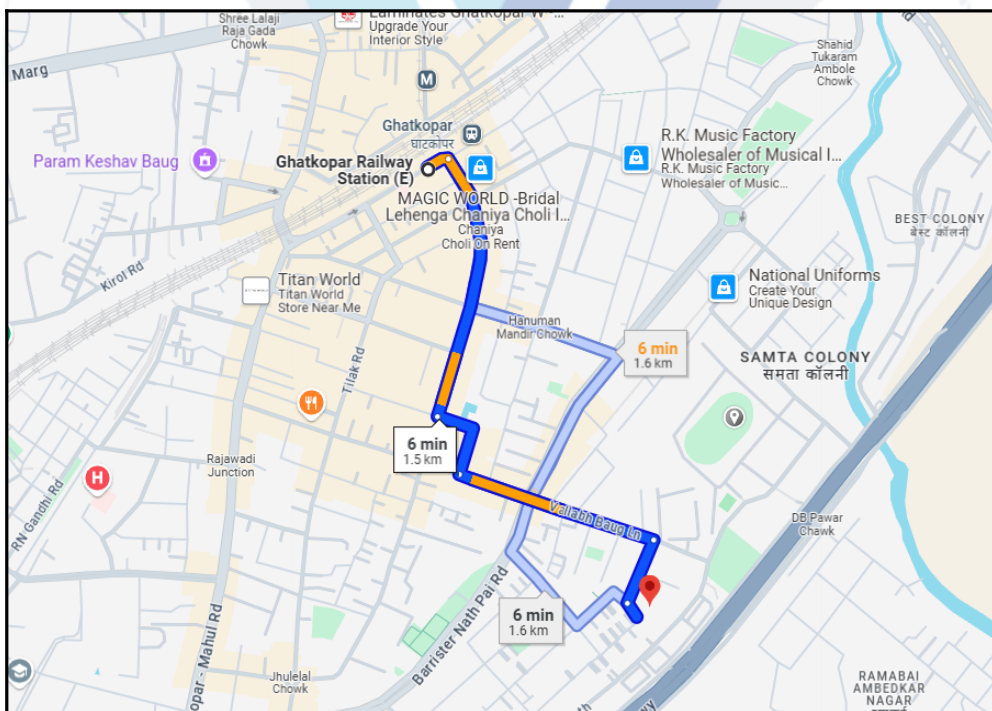 Laminates Ghatkopar W -...
Upgrade Your
Interior Style
Shree Lalaji
Raja Gada
Chowk
Marg
M
Shahid
Tukaram
Ambole
Chowk
Ghatkopar
घाटकोपर
Param Keshav Baug
Ghatkopar Railway
Station (E)
R.K. Music Factory
Wholesaler of Musical I...
R.K. Music Factory
Wholesaler of Music...
MAGIC WORLD -Bridal
Lehenga Chaniya Choli I...
Chaniya
Choli On Rent
BEST COLONY
बेस्ट कॉलनी
Kirol Rd
Titan World
Titan World
Store Near Me
National Uniforms
Create Your
Unique Design
Hanuman
Mandir Chowk
6 min
1.6 km
SAMTA COLONY
समता कॉलनी
Tilak Rd
6 min
1.5 km
Rajawadi
Junction
H
RN Gandhi Rd
Vallabh Baug Ln
DB Pawar
Chawk
6 min
1.6 km
Barrister Nath Pai Rd
Jhulelal
Chowk
opar - Mahul Rd
RAMABAI
AMBEDKAR
NAGAR